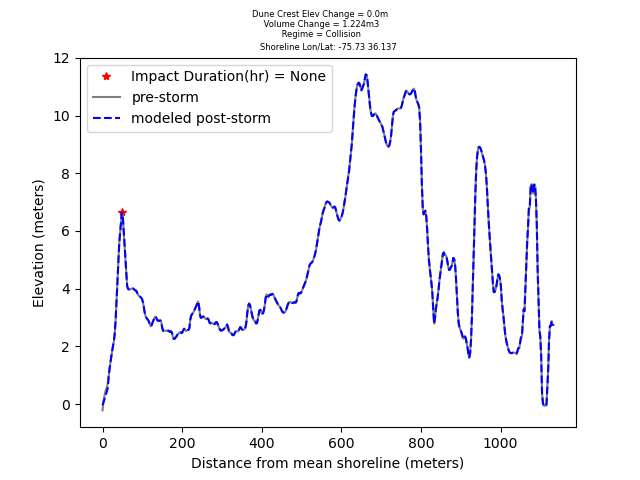 Dune Crest Elev Change = 0.0m
Volume Change = 1.224m3
Regime = Collision
Shoreline Lon/Lat: -75.73 36.137
Impact Duration(hr) = None
pre-storm
modeled post-storm
Elevation (meters)
12
10
8
6
4
2
0
0 200 400 600 800 1000
Distance from mean shoreline (meters)